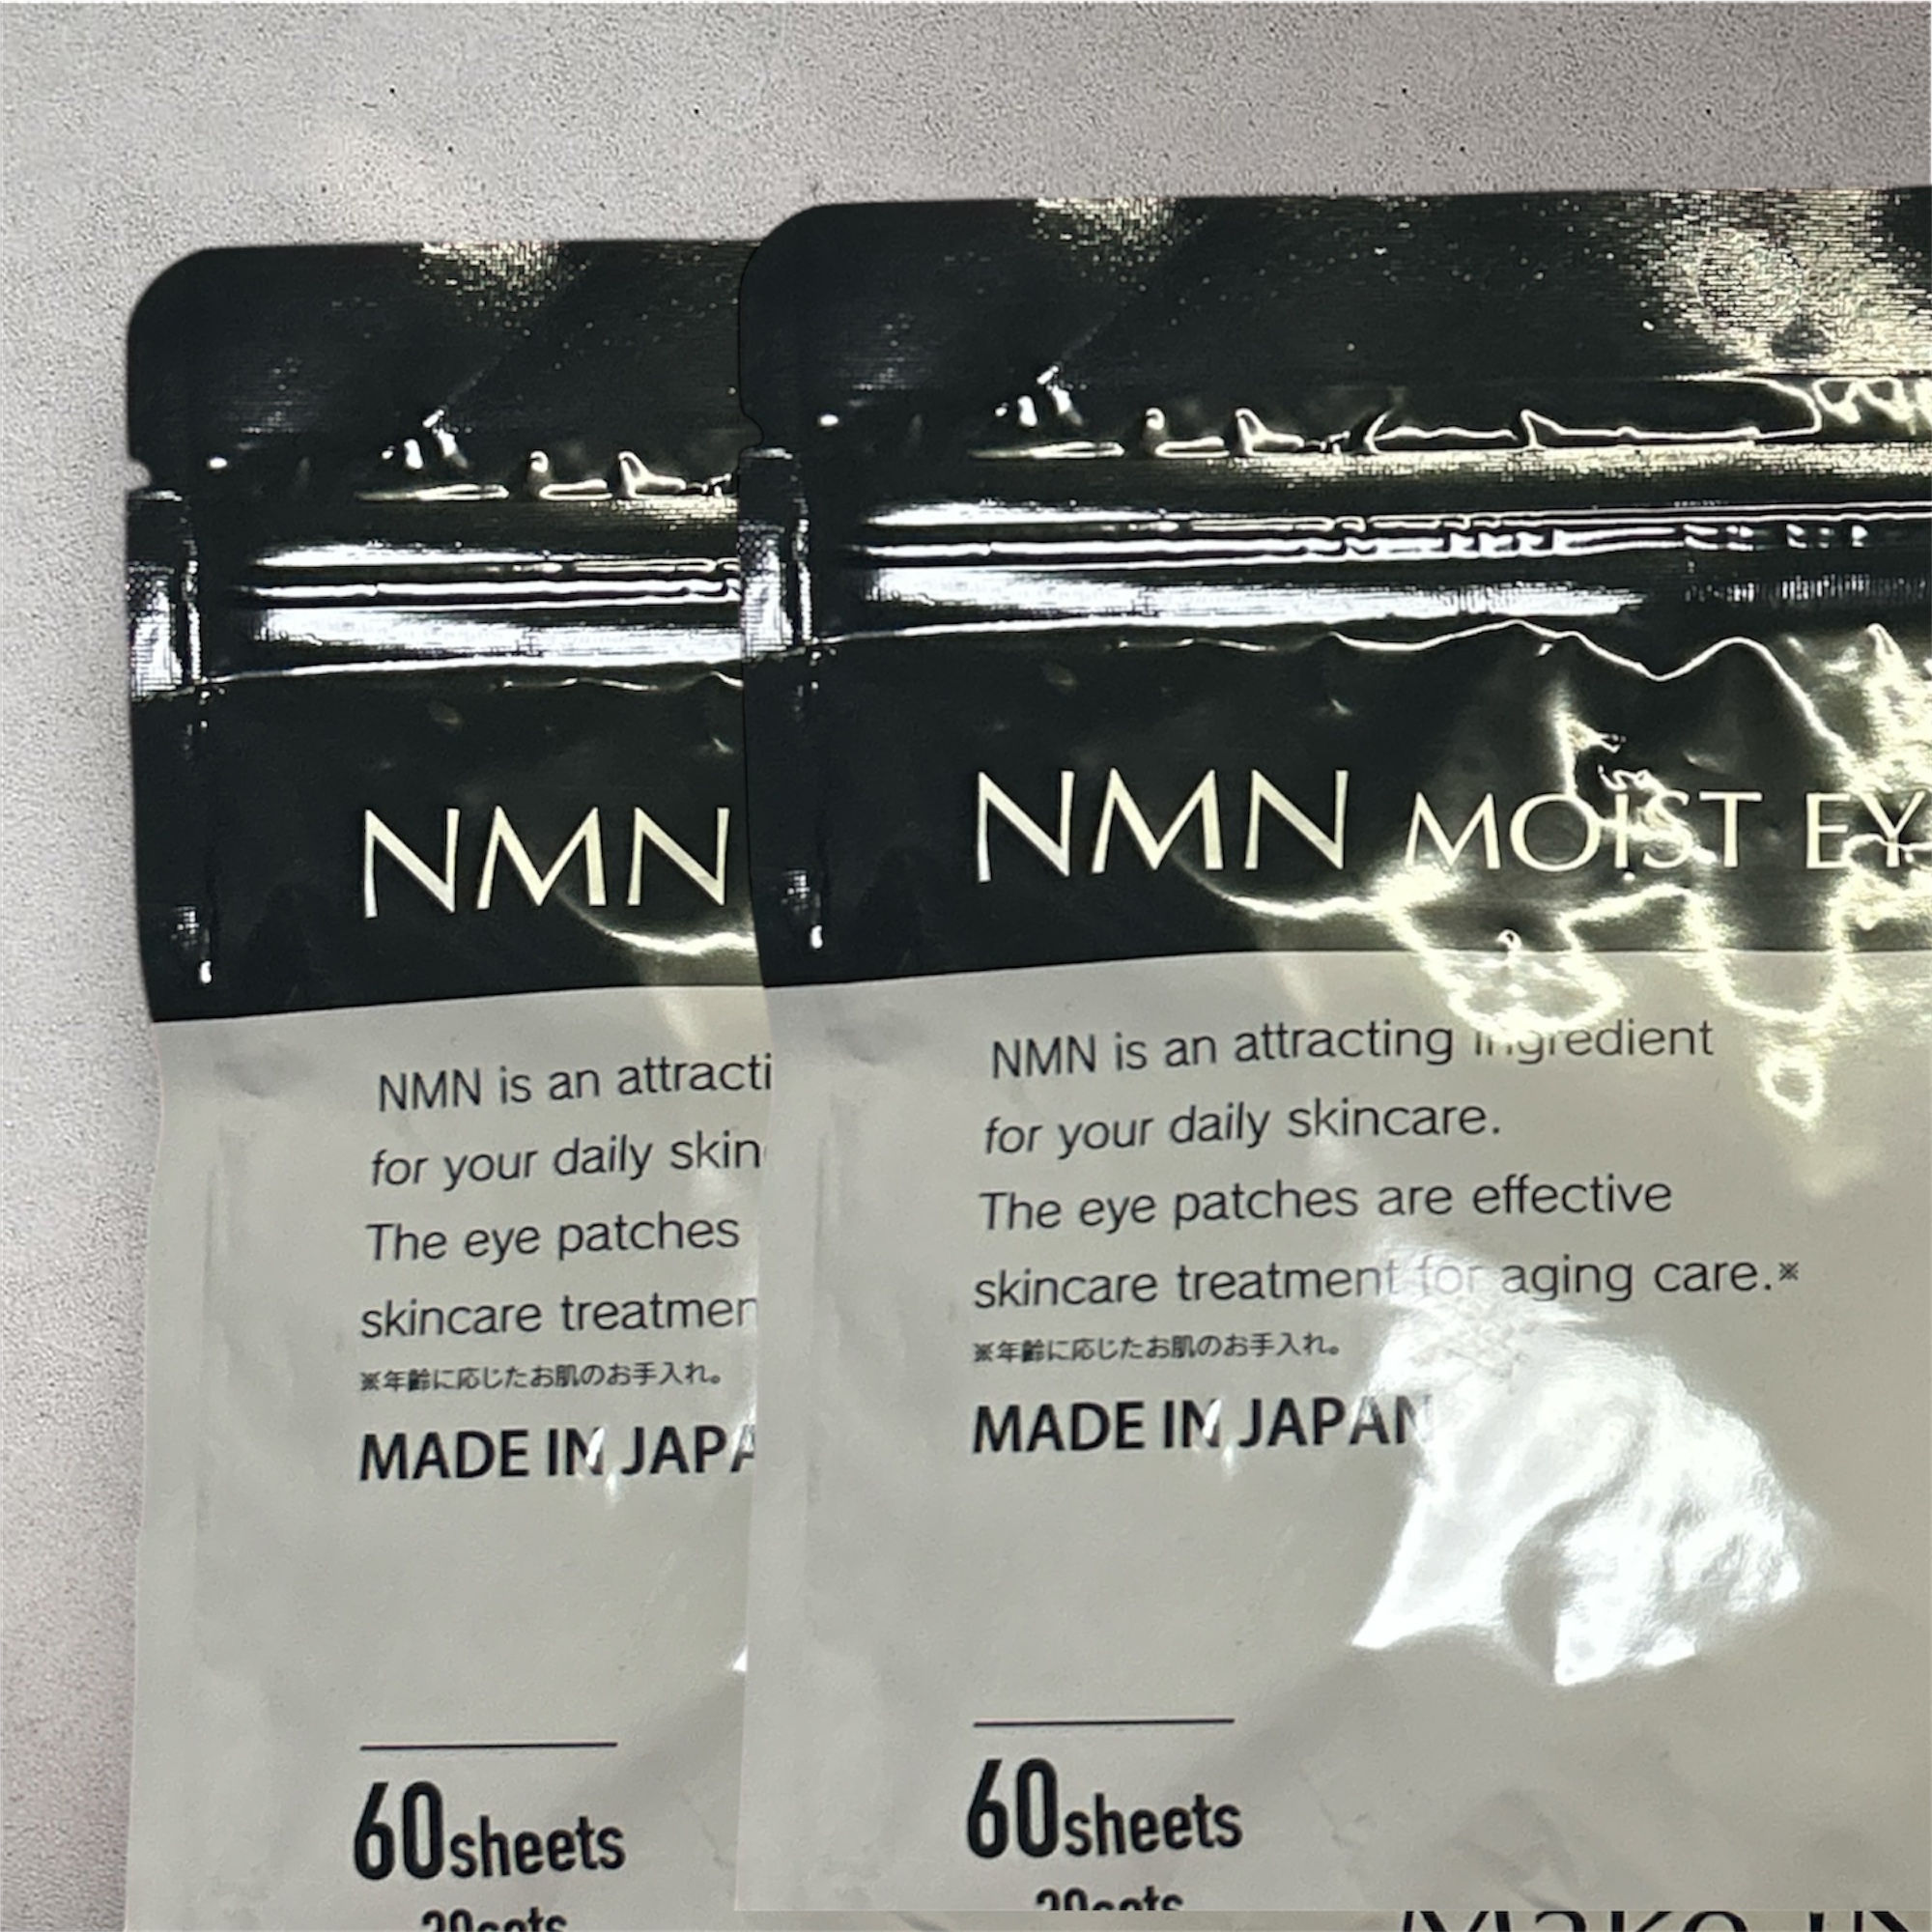 NMN
NMN is an attracti
for your daily skin
The eye patches
skincare treatmen
※年齢に応じたお肌のお手入れ。
MADE IN JAPA
60sheets
NMN MOIST EY
NMN is an attracting ingredient
for your daily skincare.
The eye patches are effective
skincare treatment for aging care.※
※年齢に応じたお肌のお手入れ。
MADE IN JAPAN
60sheets